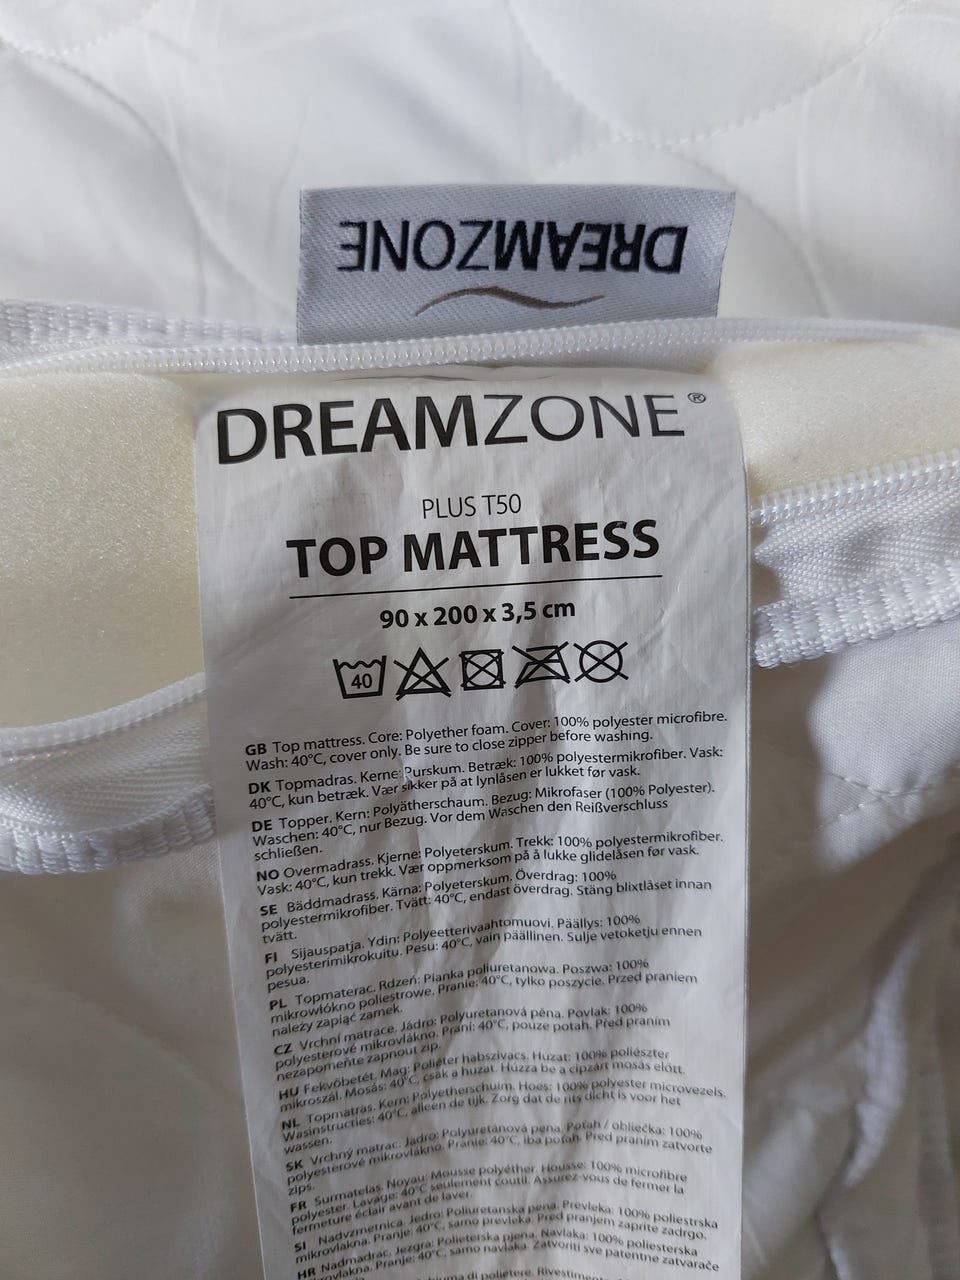 DREAMZONE
DREAMZONE®
PLUS T50
TOP MATTRESS
90 x 200 x 3,5 cm
40
GB Top mattress. Core: Polyether foam. Cover: 100% polyester microfibre.
Wash: 40°C, cover only. Be sure to close zipper before washing.
DK Topmadras. Kerne: Purskum. Betræk: 100% polyestermikrofiber. Vask:
40°C, kun betræk. Vær sikker på at lynlåsen er lukket før vask.
DE Topper. Kern: Polyätherschaum. Bezug: Mikrofaser (100% Polyester).
Waschen: 40°C, nur Bezug. Vor dem Waschen den Reißverschluss
schließen.
NO Overmadrass. Kjerne: Polyeterskum. Trekk: 100% polyestermikrofiber.
Vask: 40°C, kun trekk. Vær oppmerksom på å lukke glidelåsen før vask.
SE Bäddmadrass. Kärna: Polyeterskum. Överdrag: 100%
polyestermikrofiber. Tvätt: 40°C, endast överdrag. Stäng blixtlåset innan
tvätt.
FI Sijauspatja. Ydin: Polyeetterivaahtomuovi. Päällys: 100%
polyesterimikrokuitu. Pesu: 40°C, vain päällinen. Sulje vetoketju ennen
pesua.
PL Topmaterac. Rdzeń: Pianka poliuretanowa. Poszwa: 100%
mikrowłókno poliestrowe. Pranie: 40°C, tylko poszycie. Przed praniem
należy zapiąć zamek.
CZ Vrchní matrace. Jádro: Polyuretanová pěna. Povlak: 100%
polyesterové mikrovlákno. Praní: 40°C, pouze potah. Před praním
nezapomeňte zapnout zip.
HU Fekvőbetét. Mag: Poliéter habszivacs. Huzat: 100% poliészter
mikroszál. Mosás: 40°C, csak a huzat. Húzza be a cipzárt mosás előtt.
NL Topmatras. Kern: Polyetherschuim. Hoes: 100% polyester microvezels.
Wasinstructies: 40°C, alleen de tijk. Zorg dat de rits dicht is voor het
wassen.
SK Vrchný matrac. Jadro: Polyuretánová pena. Poťah / obliečka: 100%
polyesterové mikrovlákno. Pranie: 40°C, iba poťah. Pred praním zatvorte
zips.
FR Surmatelas. Noyau: Mousse polyéther. Housse: 100% microfibre
polyester. Lavage: 40°C seulement coutil. Assurez-vous de fermer la
fermeture éclair avant de laver.
SI Nadvzmetnica. Jedro: Poliuretanska pena. Prevleka: 100% poliestrska
mikrovlakna. Pranje: 40°C, samo prevleka. Pred pranjem zaprite zadrgo.
HR Nadmadrac. Jezgra: Polieterska pjena. Navlaka: 100% poliesterska
mikrovlakna. Pranje: 40°C, samo navlaka. Zatvoriti sve patentne zatvarače
di polietere.